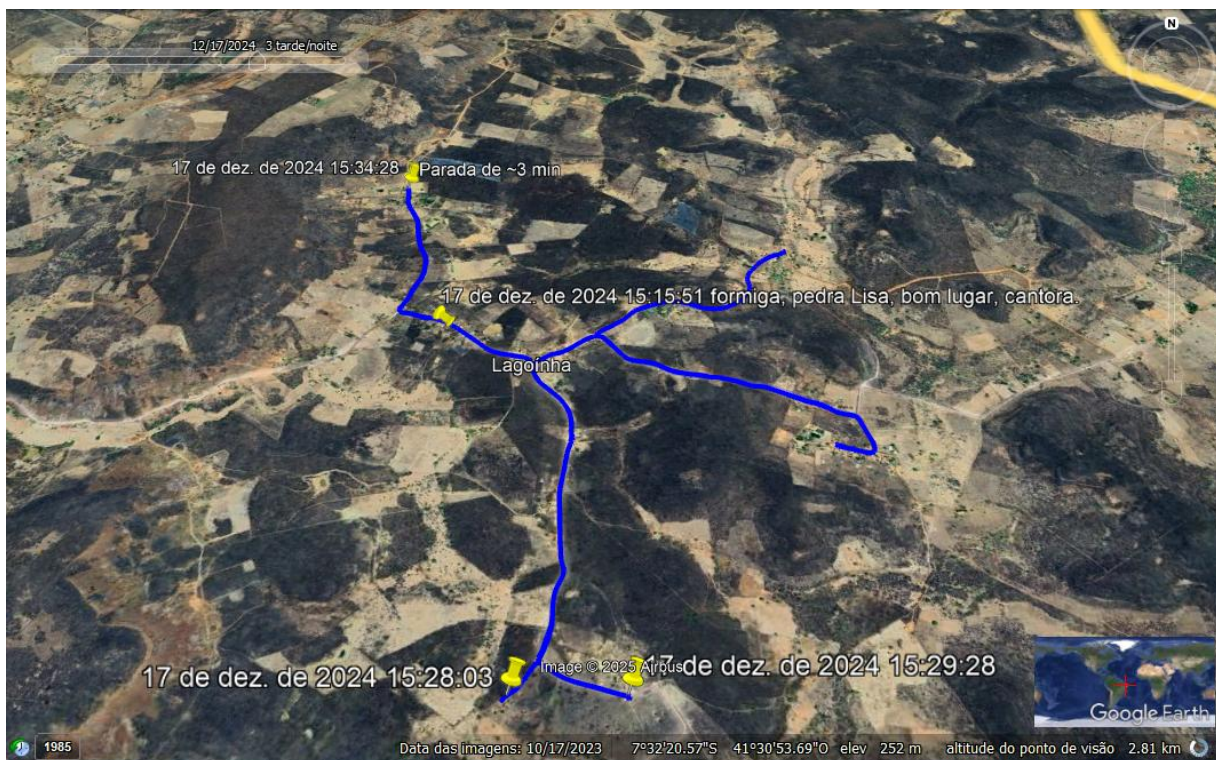 12/17/2024 3 tarde/noite
N
17 de dez. de 2024 15:34:28
Parada de ~3 min
17 de dez. de 2024 15:15:51 formiga, pedra Lisa, bom lugar, cantora.
Lagoínha
17 de dez. de 2024 15:28:03
Image © 2025 Airbus
17 de dez. de 2024 15:29:28
Google Earth
1985
Data das imagens: 10/17/2023 7°32'20.57"S 41°30'53.69"O elev 252 m altitude do ponto de visão 2.81 km